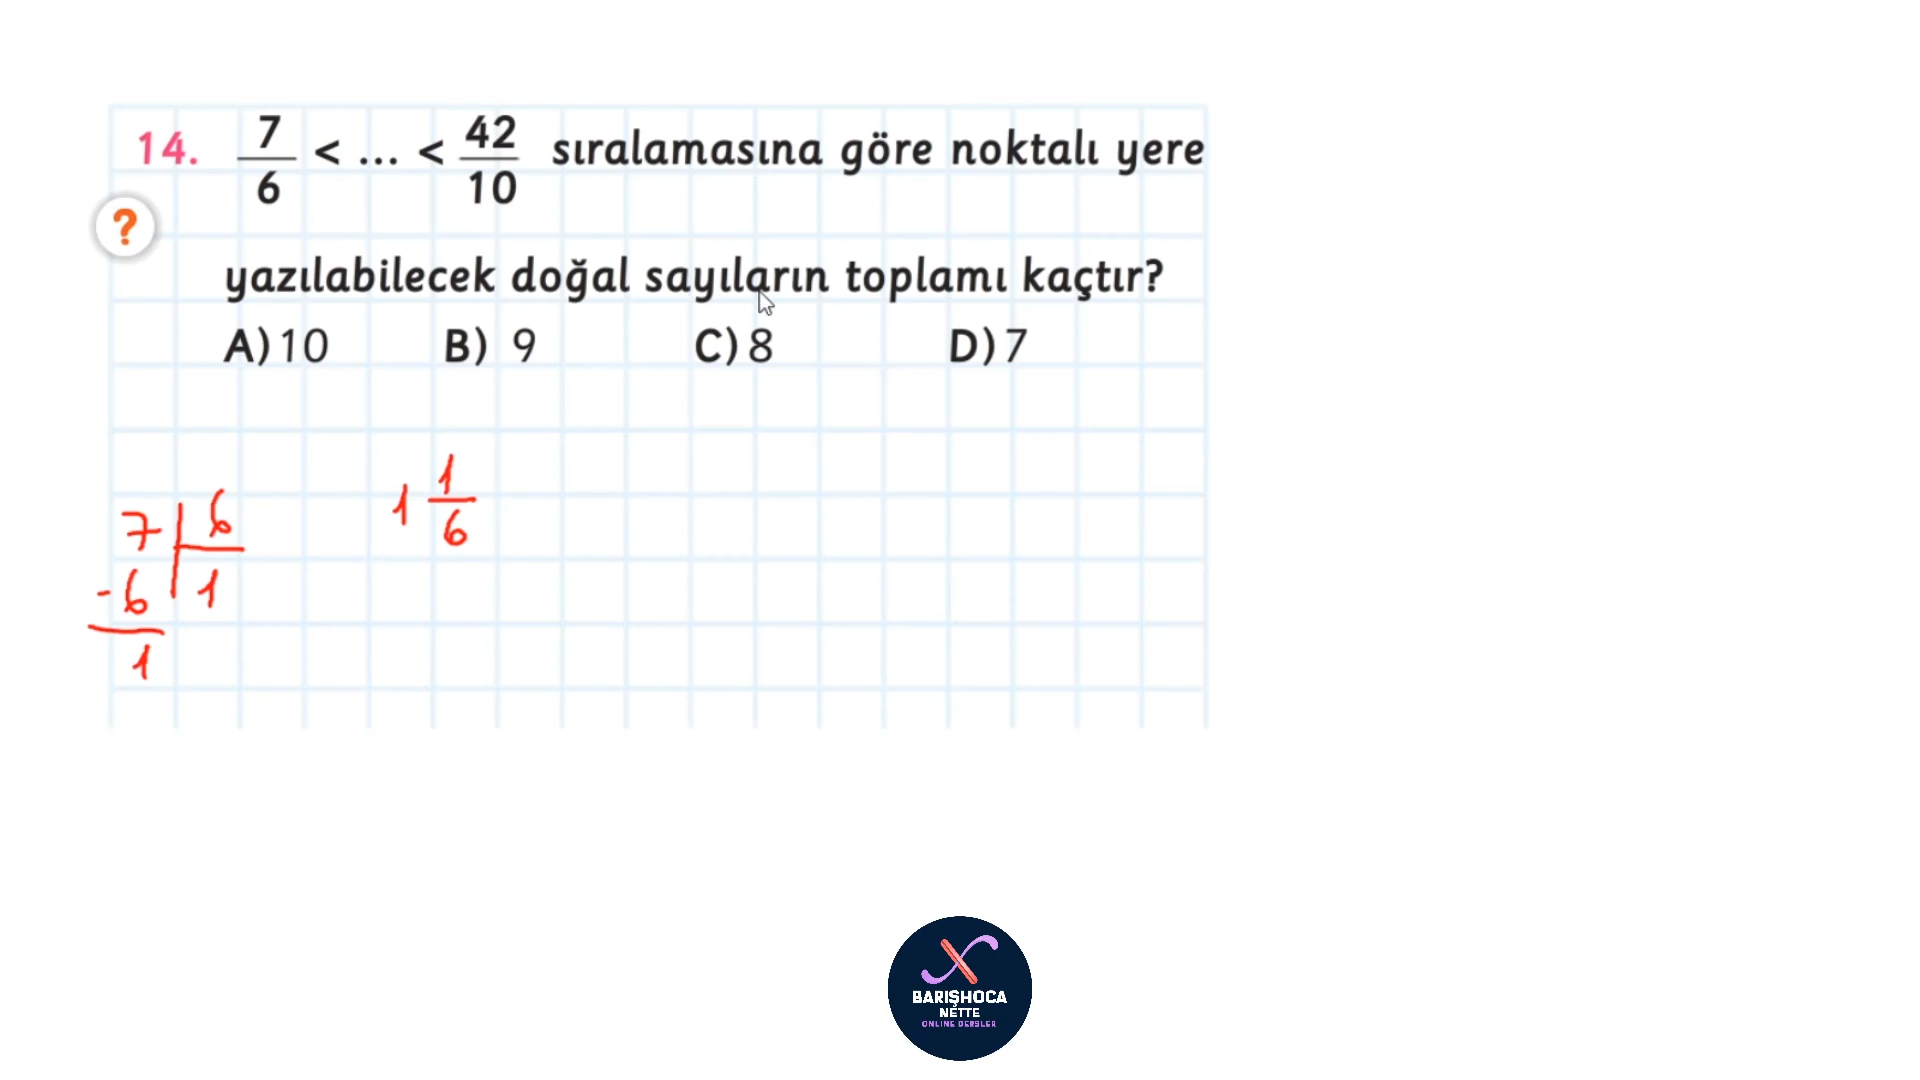 14. 7/6 < ... < 42/10 sıralamasına göre noktalı yere
?
yazılabilecek doğal sayıların toplamı kaçtır?
A) 10 B) 9 C) 8 D) 7
1 1/6
7 6
-6 1
1
BARIŞHOCA
NETTE
ONLINE DERSLER